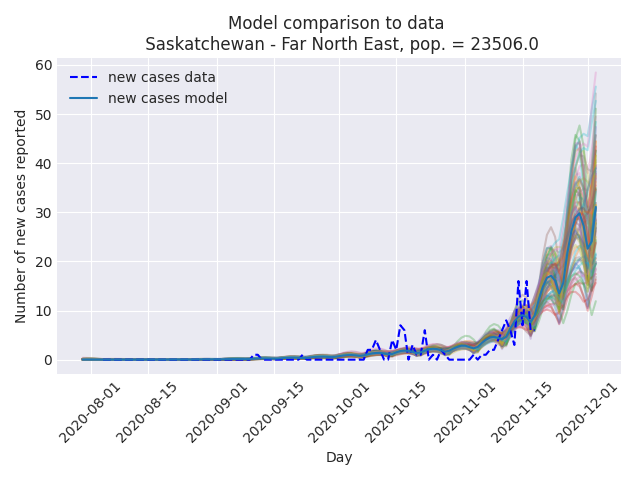 Model comparison to data
Saskatchewan - Far North East, pop. = 23506.0
60
50
40
30
20
10
0
Number of new cases reported
new cases data
new cases model
2020-08-01
2020-08-15
2020-09-01
2020-09-15
2020-10-01
2020-10-15
2020-11-01
2020-11-15
2020-12-01
Day